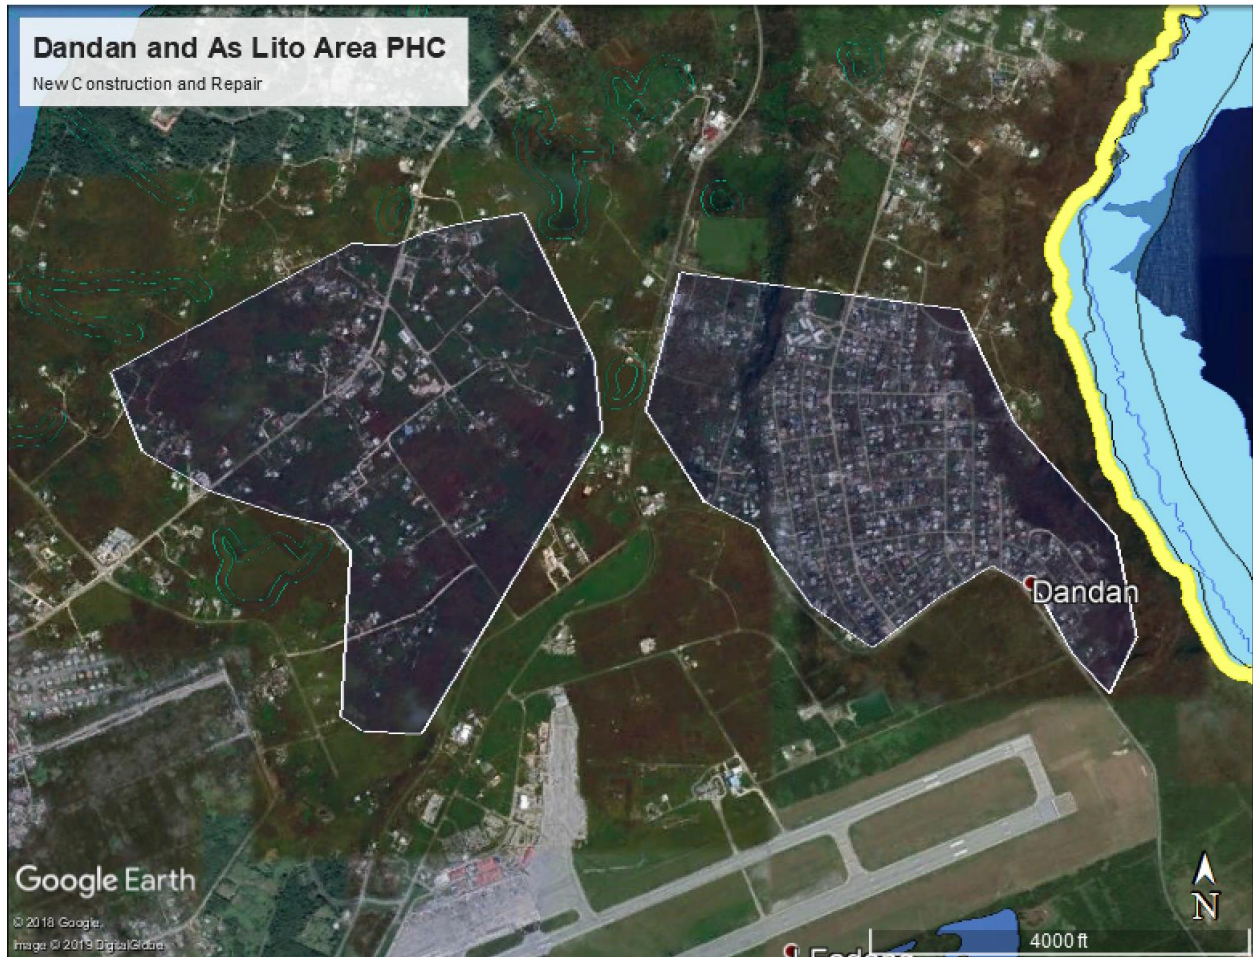 Dandan and As Lito Area PHC
New Construction and Repair
Dandan
Google Earth
© 2018 Google
Image © 2019 DigitalGlobe
N
4000 ft